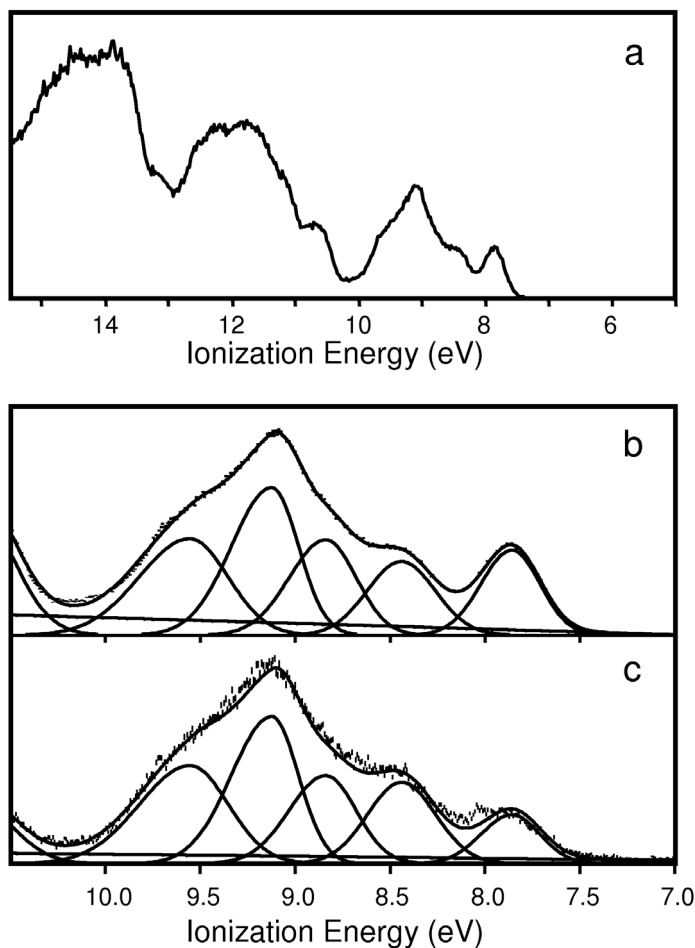 a
14 12 10 8 6
Ionization Energy (eV)
b
c
10.0 9.5 9.0 8.5 8.0 7.5 7.0
Ionization Energy (eV)